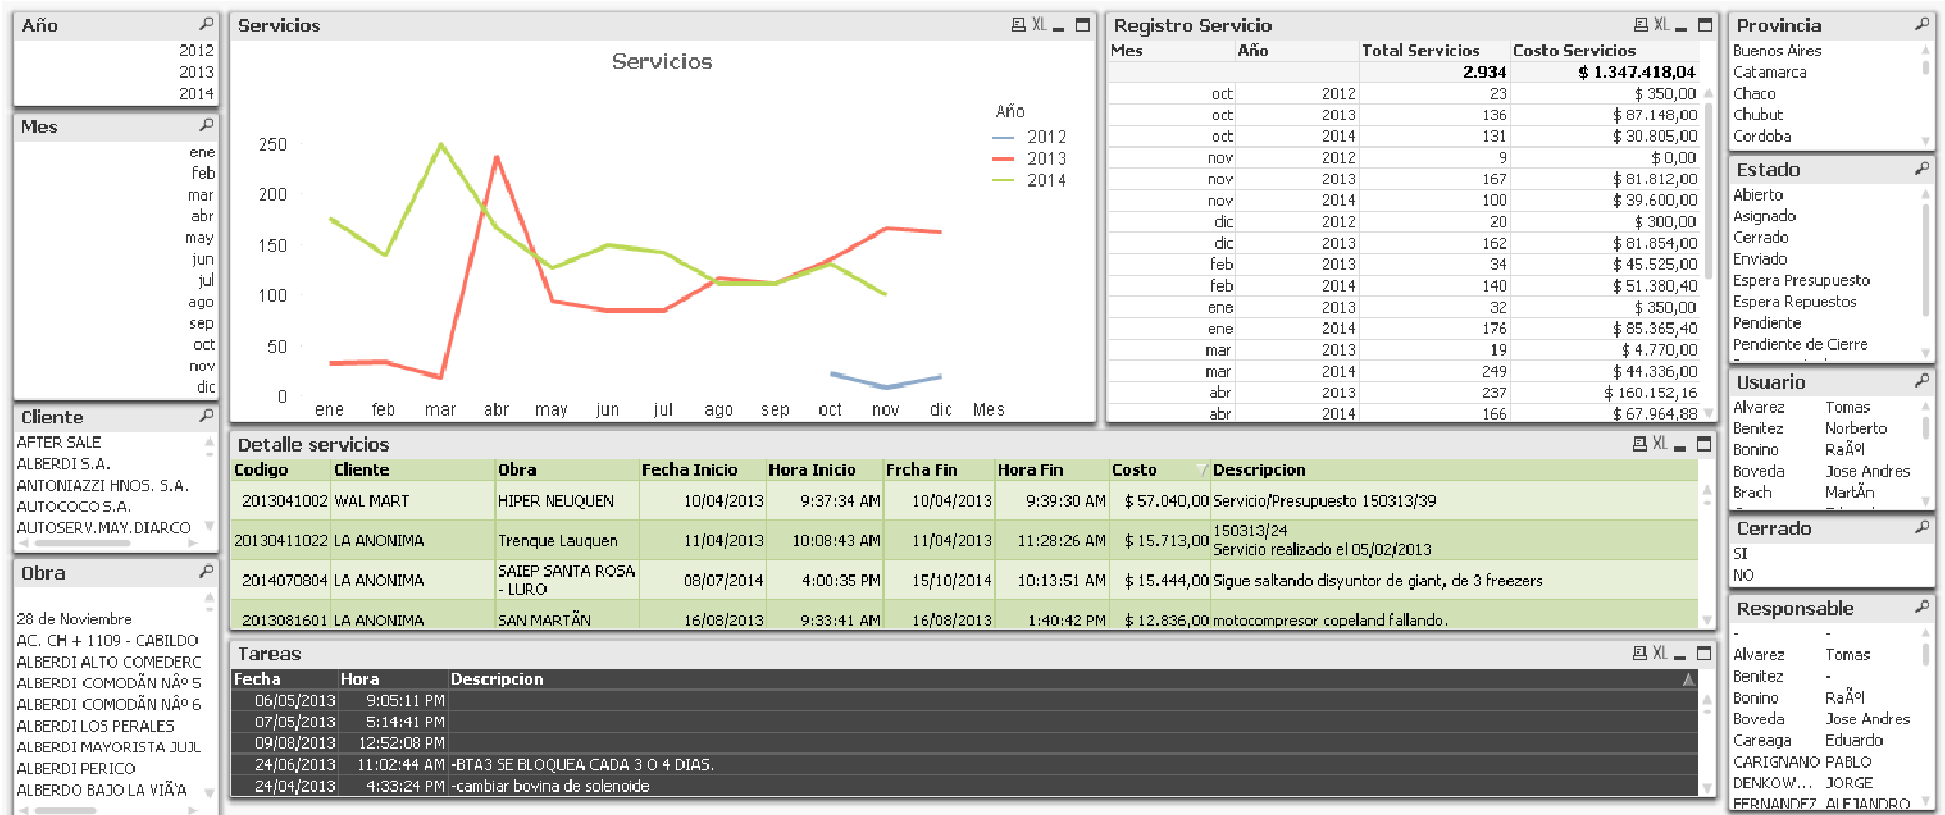 Año
2012
2013
2014
Mes
ene
feb
mar
abr
may
jun
jul
ago
sep
oct
nov
dic
Cliente
AFTER SALE
ALBERDI S.A.
ANTONIAZZI HNOS. S.A.
AUTOCOCO S.A.
AUTOSERV.MAY.DIARCO
Obra
28 de Noviembre
AC. CH + 1109 - CABILDO
ALBERDI ALTO COMEDERC
ALBERDI COMODÃN NÂº 5
ALBERDI COMODÃN NÂº 6
ALBERDI LOS PERALES
ALBERDI MAYORISTA JUJL
ALBERDI PERICO
ALBERDO BAJO LA VIÃ'A
Servicios XL
Servicios
Año
2012
2013
2014
250
200
150
100
50
0
ene feb mar abr may jun jul ago sep oct nov dic Mes
Registro Servicio XL
Mes Año Total Servicios Costo Servicios
2.934 $ 1.347.418,04
oct 2012 23 $ 350,00
oct 2013 136 $ 87.148,00
oct 2014 131 $ 30.805,00
nov 2012 9 $ 0,00
nov 2013 167 $ 81.812,00
nov 2014 100 $ 39.600,00
dic 2012 20 $ 300,00
dic 2013 162 $ 81.854,00
feb 2013 34 $ 45.525,00
feb 2014 140 $ 51.380,40
ene 2013 32 $ 350,00
ene 2014 176 $ 85.365,40
mar 2013 19 $ 4.770,00
mar 2014 249 $ 44.336,00
abr 2013 237 $ 160.152,16
abr 2014 166 $ 67.964,88
Detalle servicios XL
Codigo Cliente Obra Fecha Inicio Hora Inicio Frcha Fin Hora Fin Costo Descripcion
2013041002 WAL MART HIPER NEUQUEN 10/04/2013 9:37:34 AM 10/04/2013 9:39:30 AM $ 57.040,00 Servicio/Presupuesto 150313/39
20130411022 LA ANONIMA Trenque Lauquen 11/04/2013 10:08:43 AM 11/04/2013 11:28:26 AM $ 15.713,00 150313/24
Servicio realizado el 05/02/2013
2014070804 LA ANONIMA SAIEP SANTA ROSA - LURO 08/07/2014 4:00:35 PM 15/10/2014 10:13:51 AM $ 15.444,00 Sigue saltando disyuntor de giant, de 3 freezers
2013081601 LA ANONIMA SAN MARTÃN 16/08/2013 9:33:41 AM 16/08/2013 1:40:42 PM $ 12.836,00 motocompresor copeland fallando.
Tareas XL
Fecha Hora Descripcion
06/05/2013 9:05:11 PM
07/05/2013 5:14:41 PM
09/08/2013 12:52:08 PM
24/06/2013 11:02:44 AM -BTA3 SE BLOQUEA CADA 3 O 4 DIAS.
24/04/2013 4:33:24 PM -cambiar bovina de solenoide
Provincia
Buenos Aires
Catamarca
Chaco
Chubut
Cordoba
Estado
Abierto
Asignado
Cerrado
Enviado
Espera Presupuesto
Espera Repuestos
Pendiente
Pendiente de Cierre
Usuario
Alvarez Tomas
Benitez Norberto
Bonino RaÃºl
Boveda Jose Andres
Brach MartÃn
Cerrado
SI
NO
Responsable
- -
Alvarez Tomas
Benitez -
Bonino RaÃºl
Boveda Jose Andres
Careaga Eduardo
CARIGNANO PABLO
DENKOW... JORGE
FERNANDEZ ALEJANDRO